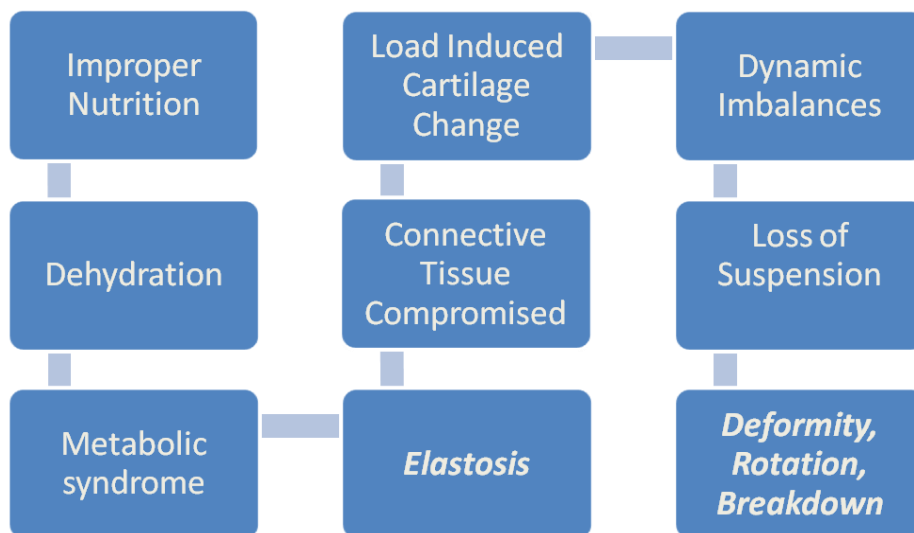 Improper
Nutrition
Dehydration
Metabolic
syndrome
Elastosis
Connective
Tissue
Compromised
Load Induced
Cartilage
Change
Dynamic
Imbalances
Loss of
Suspension
Deformity,
Rotation,
Breakdown